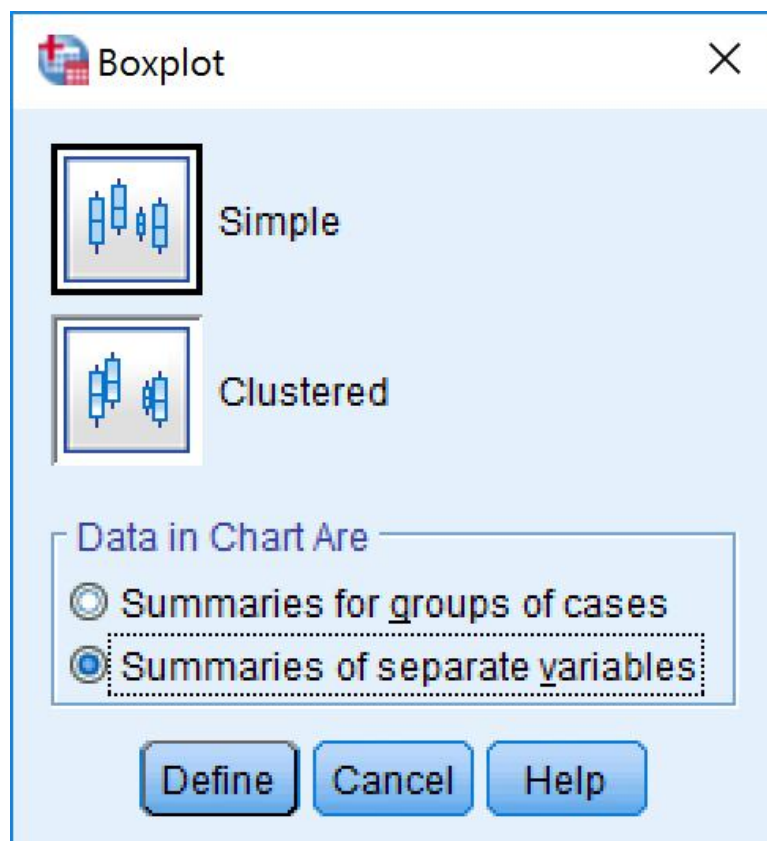 Boxplot
Simple
Clustered
Data in Chart Are
Summaries for groups of cases
Summaries of separate variables
Define Cancel Help